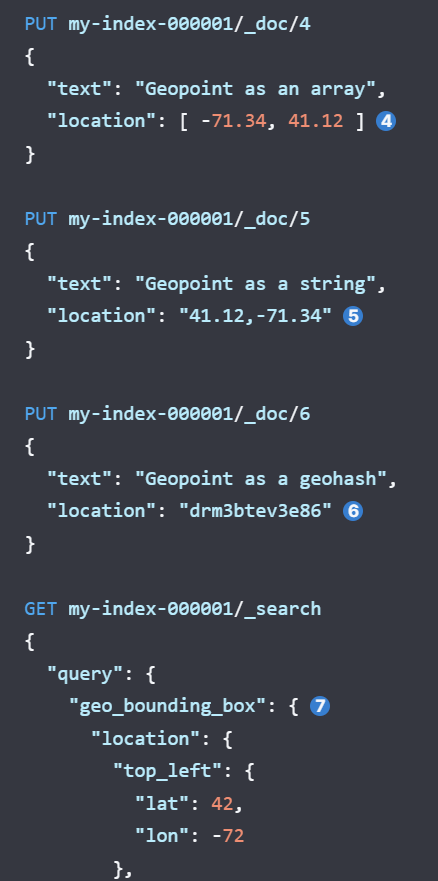 PUT my-index-000001/_doc/4
{
  "text": "Geopoint as an array",
  "location": [ -71.34, 41.12 ] 4
}

PUT my-index-000001/_doc/5
{
  "text": "Geopoint as a string",
  "location": "41.12,-71.34" 5
}

PUT my-index-000001/_doc/6
{
  "text": "Geopoint as a geohash",
  "location": "drm3btev3e86" 6
}

GET my-index-000001/_search
{
  "query": {
    "geo_bounding_box": { 7
      "location": {
        "top_left": {
          "lat": 42,
          "lon": -72
        },